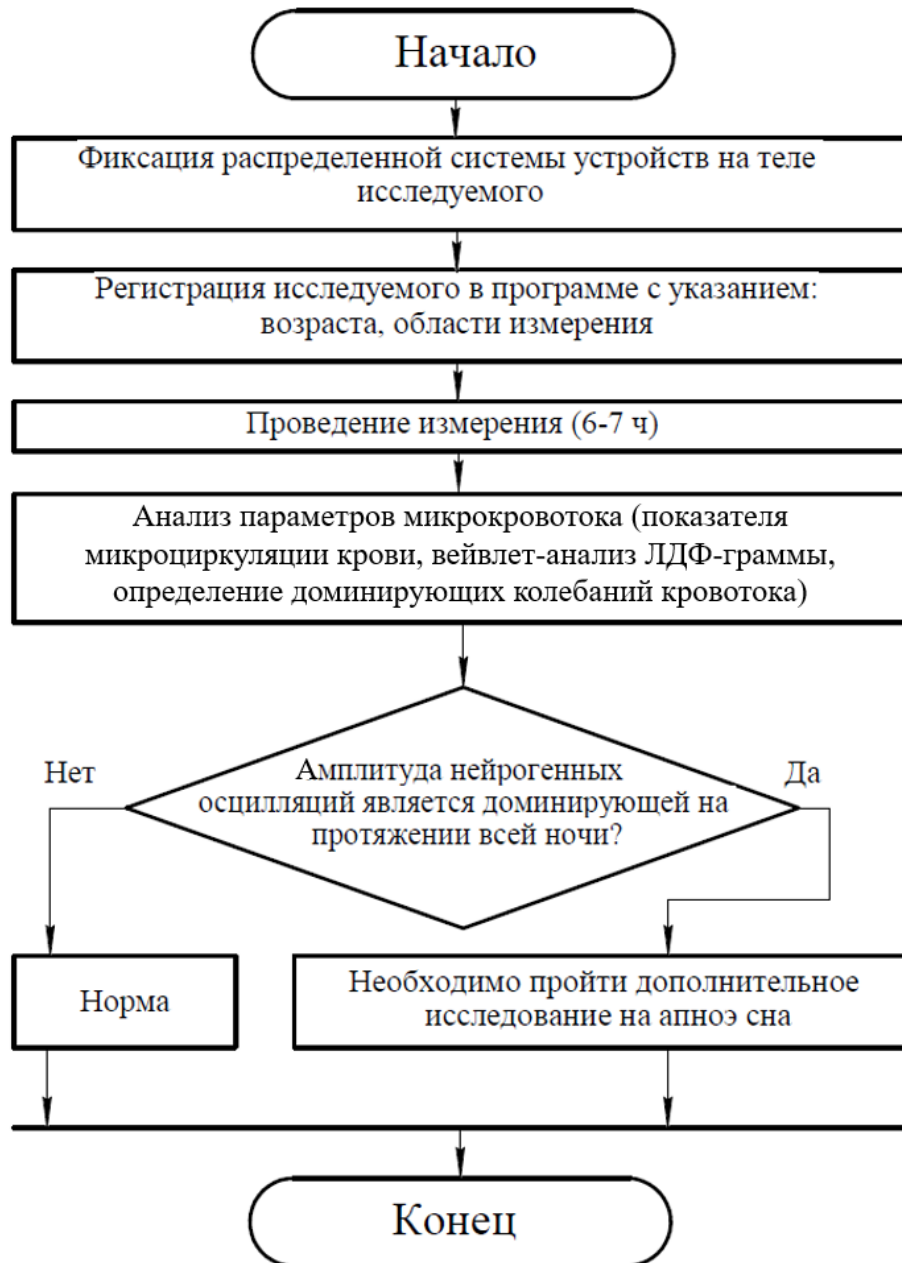 Начало
Фиксация распределенной системы устройств на теле
исследуемого
Регистрация исследуемого в программе с указанием:
возраста, области измерения
Проведение измерения (6-7 ч)
Анализ параметров микрокровотока (показателя
микроциркуляции крови, вейвлет-анализ ЛДФ-граммы,
определение доминирующих колебаний кровотока)
Нет
Амплитуда нейрогенных
осцилляций является доминирующей на
протяжении всей ночи?
Да
Норма
Необходимо пройти дополнительное
исследование на апноэ сна
Конец